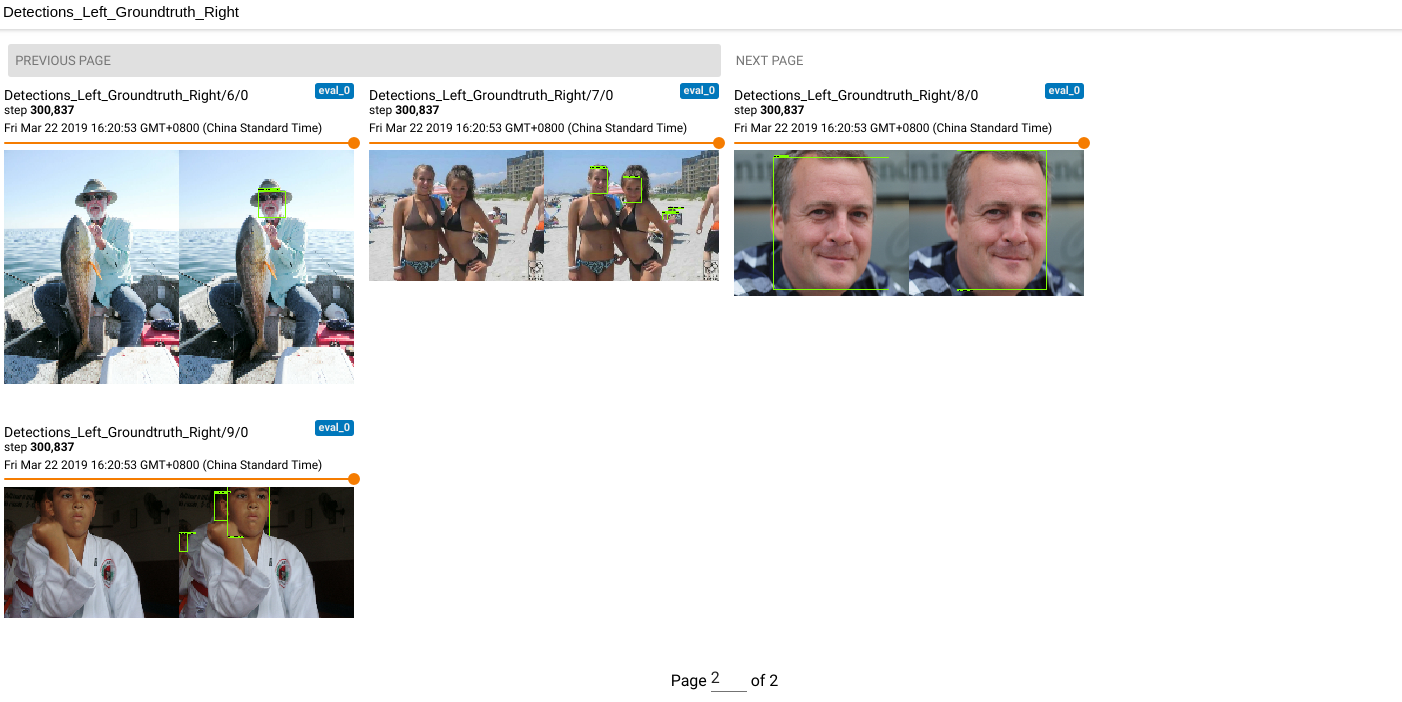 Detections_Left_Groundtruth_Right
PREVIOUS PAGE
NEXT PAGE
Detections_Left_Groundtruth_Right/6/0
eval_0
step 300,837
Fri Mar 22 2019 16:20:53 GMT+0800 (China Standard Time)
Detections_Left_Groundtruth_Right/7/0
eval_0
step 300,837
Fri Mar 22 2019 16:20:53 GMT+0800 (China Standard Time)
Detections_Left_Groundtruth_Right/8/0
eval_0
step 300,837
Fri Mar 22 2019 16:20:53 GMT+0800 (China Standard Time)
Detections_Left_Groundtruth_Right/9/0
eval_0
step 300,837
Fri Mar 22 2019 16:20:53 GMT+0800 (China Standard Time)
Page 2 of 2